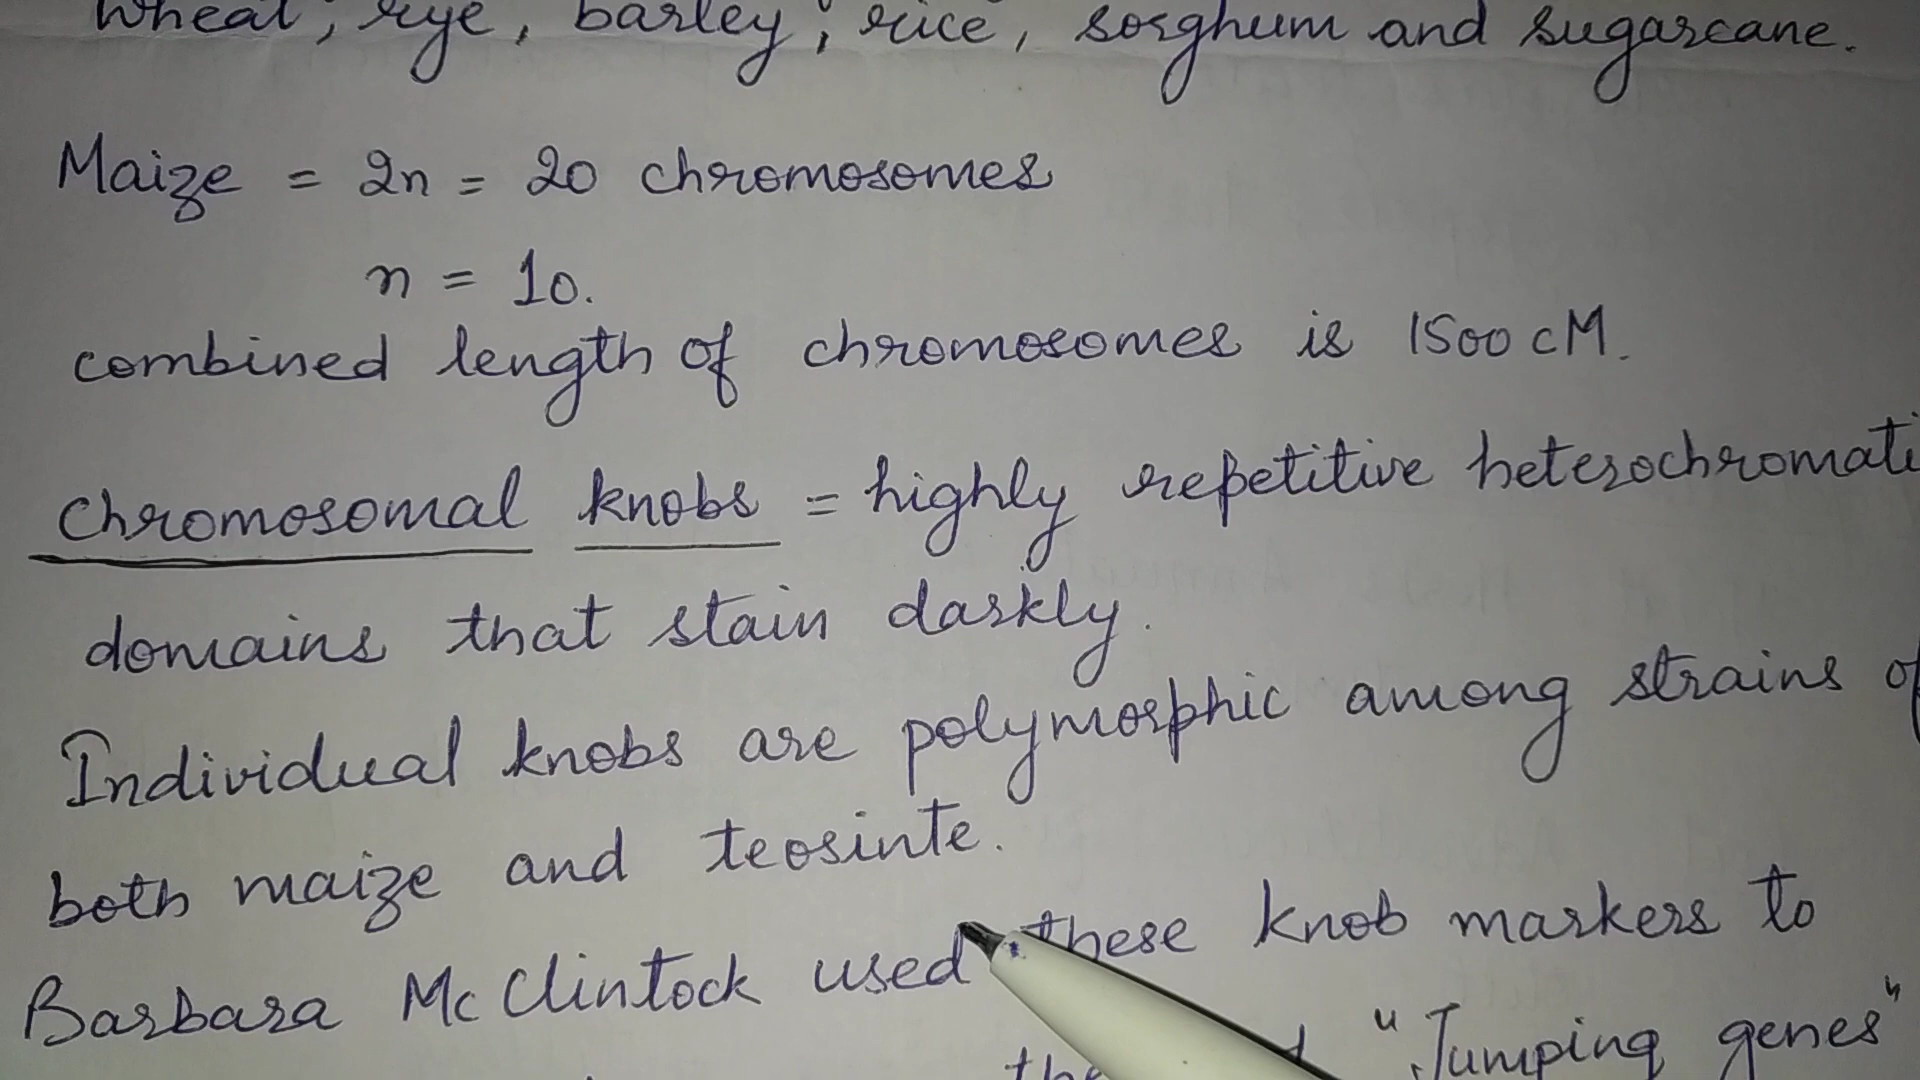 wheat, rye, barley, rice, sorghum and sugarcane.
Maize = 2n = 20 chromosomes
n = 10.
combined length of chromosomes is 1500 cM.
chromosomal knobs = highly repetitive heterochromati
domains that stain darkly.
Individual knobs are polymorphic among strains of
both maize and teosinte.
Barbara McClintock used these knob markers to
"Jumping genes"